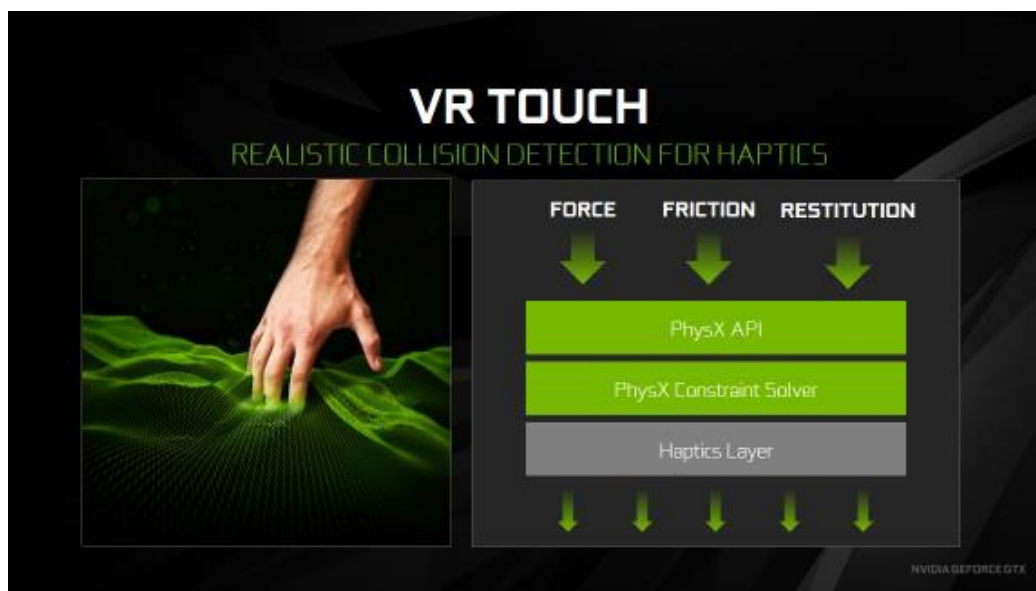 VR TOUCH
REALISTIC COLLISION DETECTION FOR HAPTICS
FORCE FRICTION RESTITUTION
PhysX API
PhysX Constraint Solver
Haptics Layer
NVIDIA GEFORCE GTX